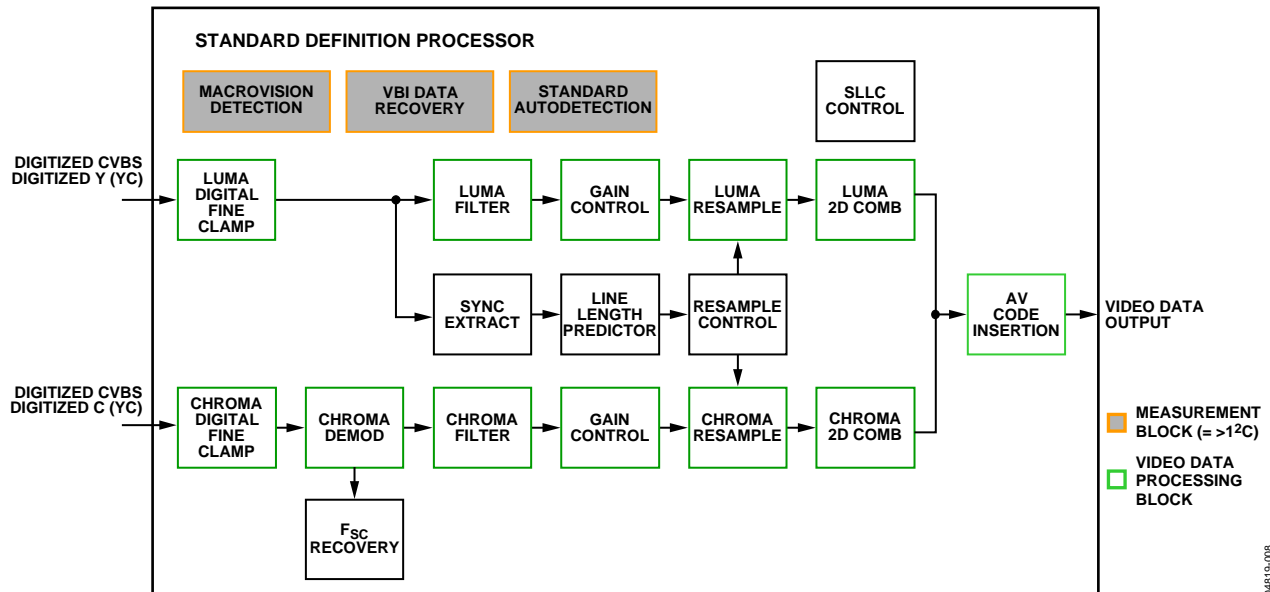 STANDARD DEFINITION PROCESSOR
MACROVISION
DETECTION
VBI DATA
RECOVERY
STANDARD
AUTODETECTION
SLLC
CONTROL
DIGITIZED CVBS
DIGITIZED Y (YC)
LUMA
DIGITAL
FINE
CLAMP
LUMA
FILTER
GAIN
CONTROL
LUMA
RESAMPLE
LUMA
2D COMB
SYNC
EXTRACT
LINE
LENGTH
PREDICTOR
RESAMPLE
CONTROL
AV
CODE
INSERTION
VIDEO DATA
OUTPUT
DIGITIZED CVBS
DIGITIZED C (YC)
CHROMA
DIGITAL
FINE
CLAMP
CHROMA
DEMOD
CHROMA
FILTER
GAIN
CONTROL
CHROMA
RESAMPLE
CHROMA
2D COMB
FSC
RECOVERY
MEASUREMENT
BLOCK (= >1²C)
VIDEO DATA
PROCESSING
BLOCK